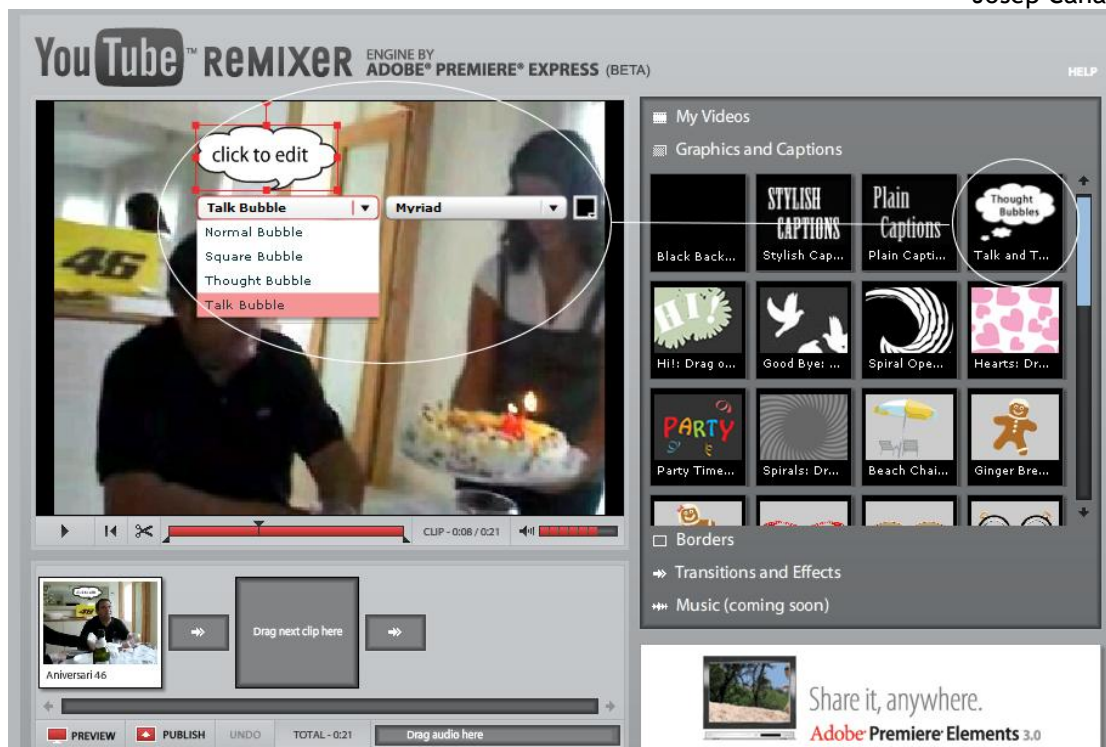 YouTube™ REMIXER ENGINE BY
ADOBE® PREMIERE® EXPRESS (BETA)
HELP
click to edit
Talk Bubble
Myriad
Normal Bubble
Square Bubble
Thought Bubble
Talk Bubble
46
CLIP - 0:08 / 0:21
My Videos
Graphics and Captions
STYLISH
CAPTIONS
Plain
Captions
Thought
Bubbles
Black Back...
Stylish Cap...
Plain Capti...
Talk and T...
HI!
Hi!: Drag o...
Good Bye: ...
Spiral Ope...
Hearts: Dr...
PARTY
Party Time...
Spirals: Dr...
Beach Chai...
Ginger Bre...
Borders
Transitions and Effects
Music (coming soon)
46
Aniversari 46
Drag next clip here
PREVIEW
PUBLISH
UNDO
TOTAL - 0:21
Drag audio here
Share it, anywhere.
Adobe® Premiere® Elements 3.0